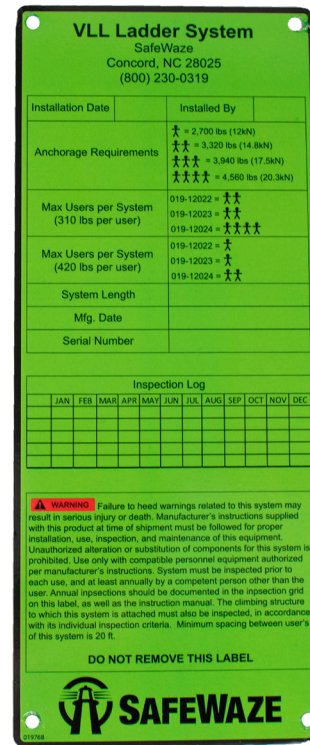 VLL Ladder System
SafeWaze
Concord, NC 28025
(800) 230-0319
Installation Date
Installed By
Anchorage Requirements
= 2,700 lbs (12kN)
= 3,320 lbs (14.8kN)
= 3,940 lbs (17.5kN)
= 4,560 lbs (20.3kN)
Max Users per System
(310 lbs per user)
019-12022 =
019-12023 =
019-12024 =
Max Users per System
(420 lbs per user)
019-12022 =
019-12023 =
019-12024 =
System Length
Mfg. Date
Serial Number
Inspection Log
JAN FEB MAR APR MAY JUN JUL AUG SEP OCT NOV DEC
WARNING Failure to heed warnings related to this system may
result in serious injury or death. Manufacturer's instructions supplied
with this product at time of shipment must be followed for proper
installation, use, inspection, and maintenance of this equipment.
Unauthorized alteration or substitution of components for this system is
prohibited. Use only with compatible personnel equipment authorized
per manufacturer's instructions. System must be inspected prior to
each use, and at least annually by a competent person other than the
user. Annual inpsections should be documented in the inpsection grid
on this label, as well as the instruction manual. The climbing structure
to which this system is attached must also be inspected, in accordance
with its individual inspection criteria. Minimum spacing between user's
of this system is 20 ft.
DO NOT REMOVE THIS LABEL
SAFEWAZE
019768